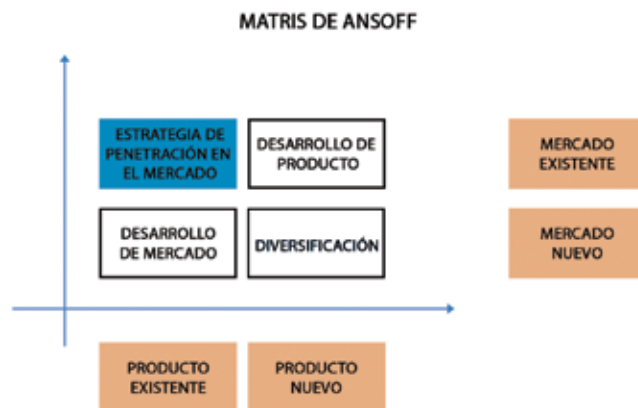 MATRIS DE ANSOFF
ESTRATEGIA DE
PENETRACIÓN EN
EL MERCADO
DESARROLLO DE
PRODUCTO
MERCADO
EXISTENTE
DESARROLLO
DE MERCADO
DIVERSIFICACIÓN
MERCADO
NUEVO
PRODUCTO
EXISTENTE
PRODUCTO
NUEVO